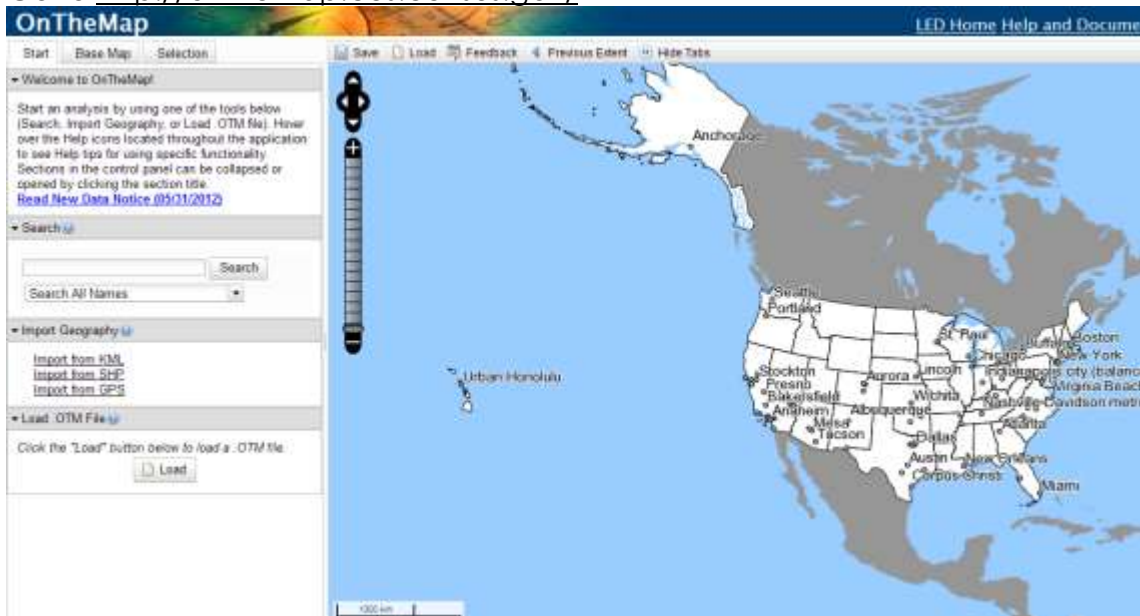 OnTheMap
LED Home Help and Docume
Start Base Map Selection
Save Load Feedback Previous Extent Hide Tabs
Welcome to OnTheMap!
Start an analysis by using one of the tools below
(Search, Import Geography, or Load .OTM file). Hover
over the Help icons located throughout the application
to see Help tips for using specific functionality.
Sections in the control panel can be collapsed or
opened by clicking the section title.
Read New Data Notice (05/31/2012)
Search
Search
Search All Names
Import Geography
Import from KML
Import from SHP
Import from GPS
Load .OTM File
Click the "Load" button below to load a .OTM file.
Load
Anchorage
Seattle
Portland
St. Paul
Buffalo
Boston
Chicago
New York
Stockton
Fresno
Bakersfield
Anaheim
Aurora
Lincoln
Indianapolis city (balanc
Virginia Beach
Wichita
Nashville-Davidson metr
Albuquerque
Mesa
Tucson
Atlanta
Dallas
Austin
New Orleans
Corpus Christi
Miami
Urban Honolulu